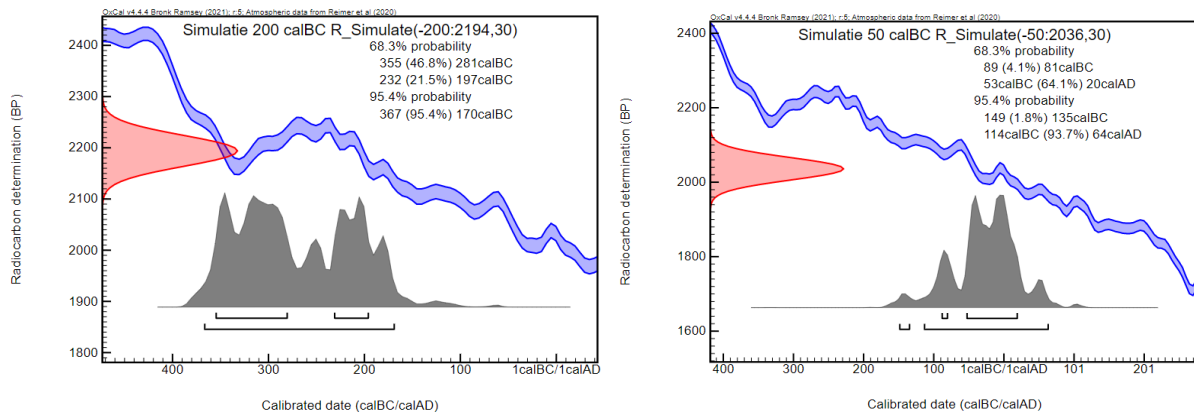 OxCal v4.4.4 Bronk Ramsey (2021); r:5; Atmospheric data from Reimer et al (2020)
Simulatie 200 calBC R_Simulate(-200:2194,30)
68.3% probability
355 (46.8%) 281calBC
232 (21.5%) 197calBC
95.4% probability
367 (95.4%) 170calBC
Radiocarbon determination (BP)
2400
2300
2200
2100
2000
1900
1800
400
300
200
100
1calBC/1calAD
Calibrated date (calBC/calAD)
OxCal v4.4.4 Bronk Ramsey (2021); r:5; Atmospheric data from Reimer et al (2020)
Simulatie 50 calBC R_Simulate(-50:2036,30)
68.3% probability
89 (4.1%) 81calBC
53calBC (64.1%) 20calAD
95.4% probability
149 (1.8%) 135calBC
114calBC (93.7%) 64calAD
Radiocarbon determination (BP)
2400
2200
2000
1800
1600
400
300
200
100
1calBC/1calAD
101
201
Calibrated date (calBC/calAD)